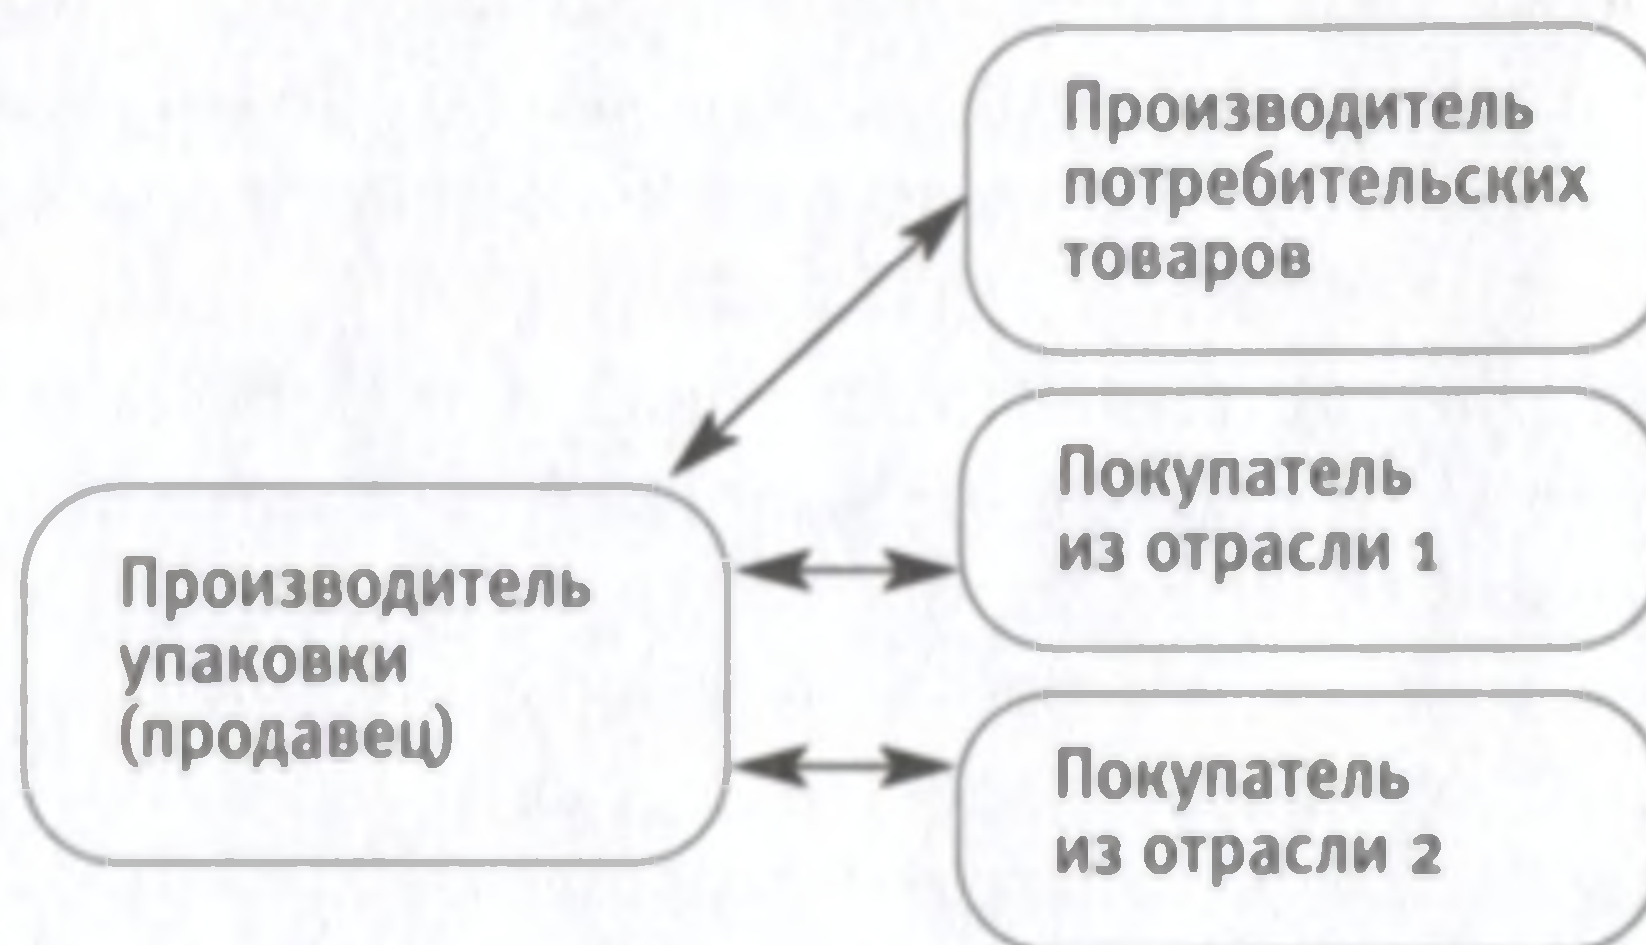 Производитель
потребительских
товаров
Покупатель
из отрасли 1
Производитель
упаковки
(продавец)
Покупатель
из отрасли 2